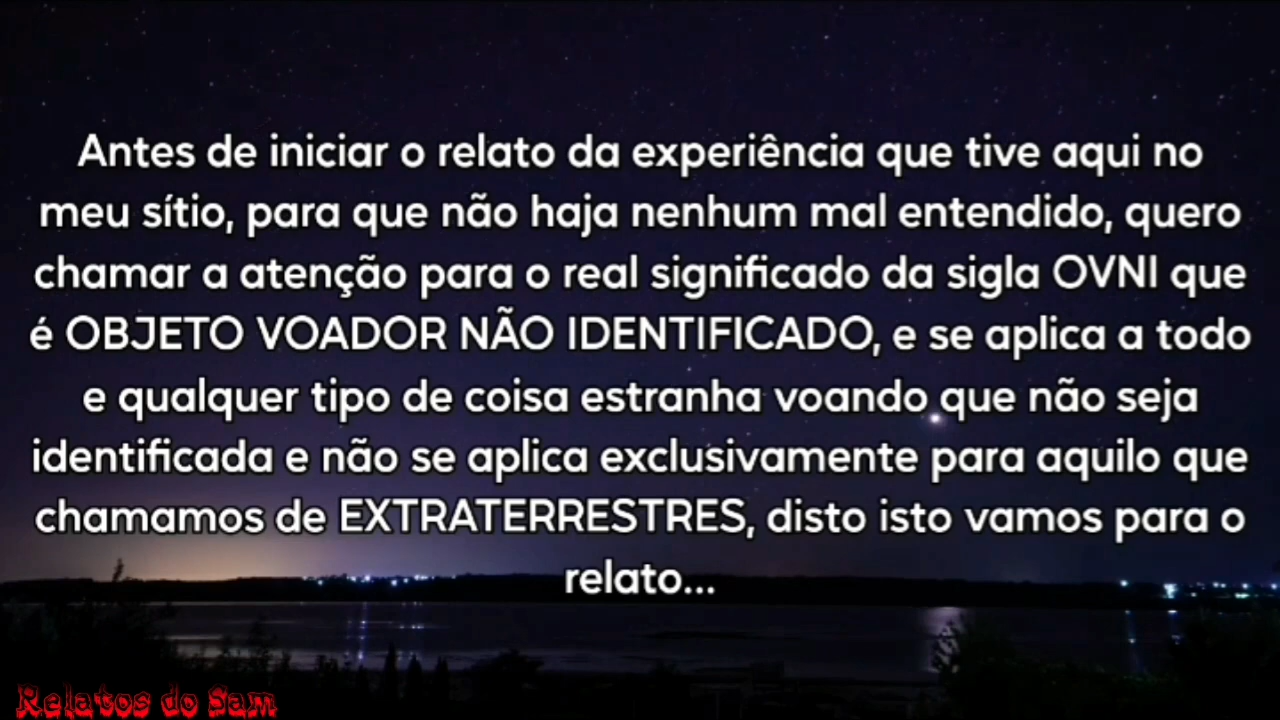 Antes de iniciar o relato da experiência que tive aqui no
meu sítio, para que não haja nenhum mal entendido, quero
chamar a atenção para o real significado da sigla OVNI que
é OBJETO VOADOR NÃO IDENTIFICADO, e se aplica a todo
e qualquer tipo de coisa estranha voando que não seja
identificada e não se aplica exclusivamente para aquilo que
chamamos de EXTRATERRESTRES, disto isto vamos para o
relato...
Relatos do Sam